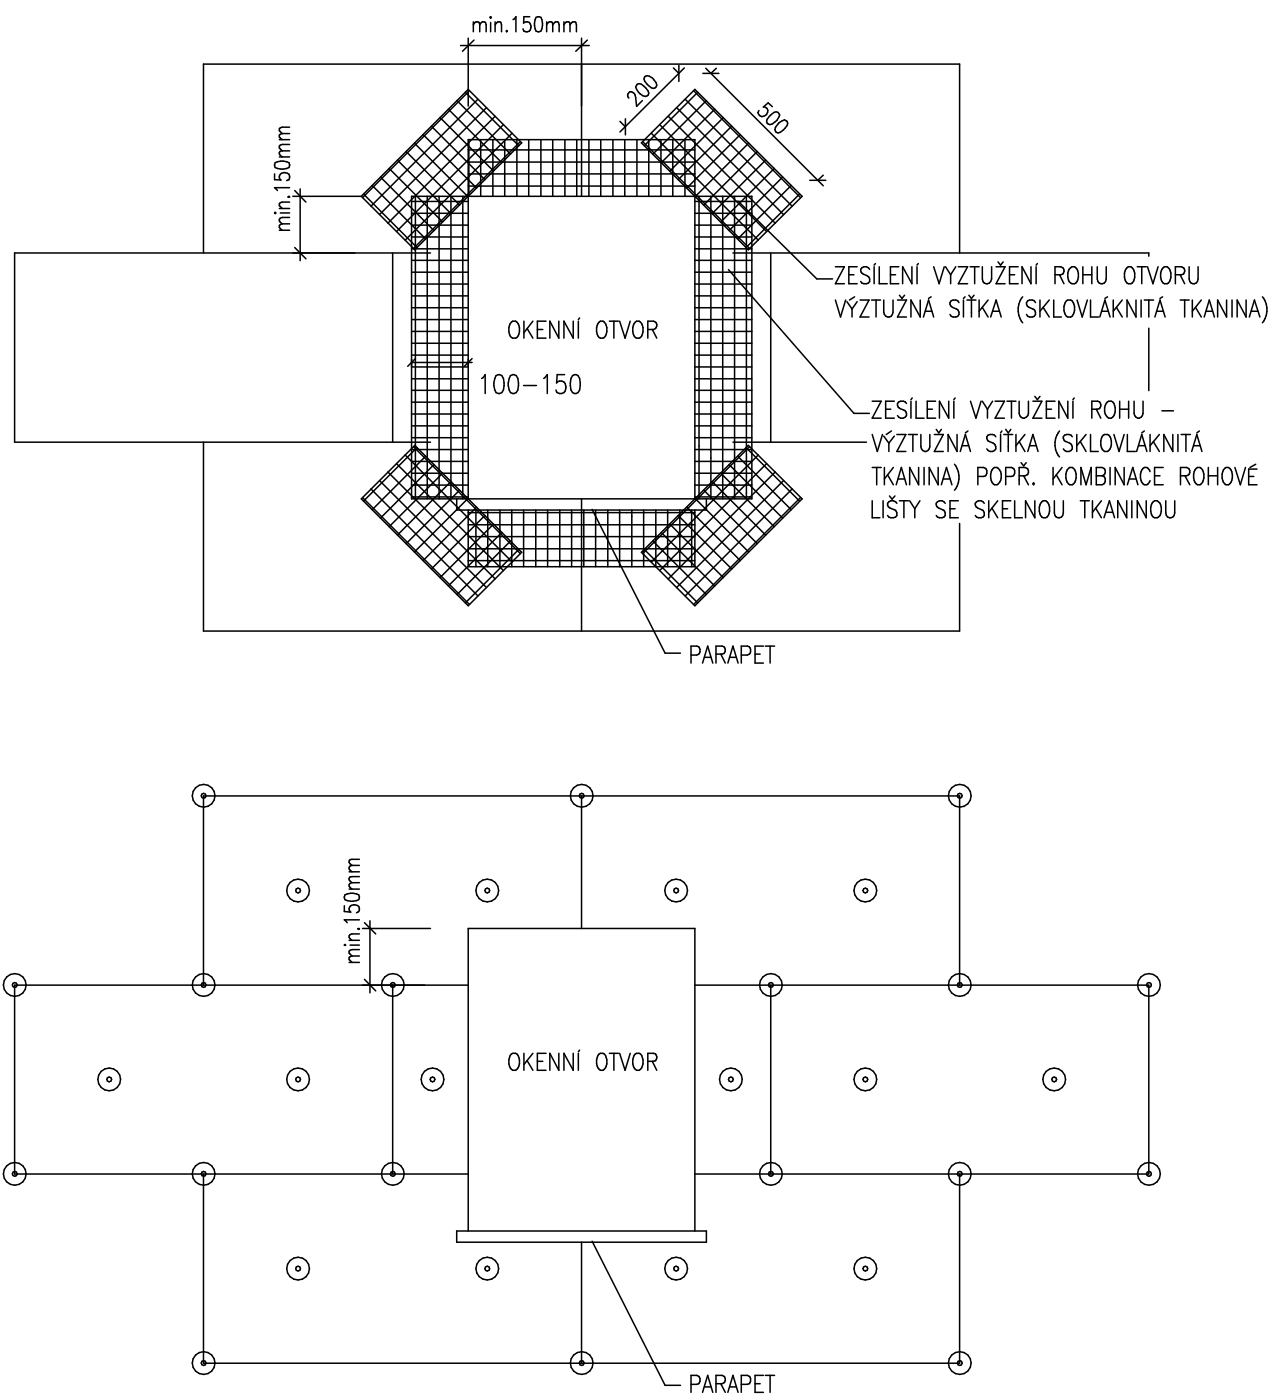 min.150mm
200
500
min.150mm
ZESÍLENÍ VYZTUŽENÍ ROHU OTVORU
VÝZTUŽNÁ SÍŤKA (SKLOVLÁKNITÁ TKANINA)
OKENNÍ OTVOR
100-150
ZESÍLENÍ VYZTUŽENÍ ROHU -
VÝZTUŽNÁ SÍŤKA (SKLOVLÁKNITÁ
TKANINA) POPŘ. KOMBINACE ROHOVÉ
LIŠTY SE SKELNOU TKANINOU
PARAPET
min.150mm
OKENNÍ OTVOR
PARAPET